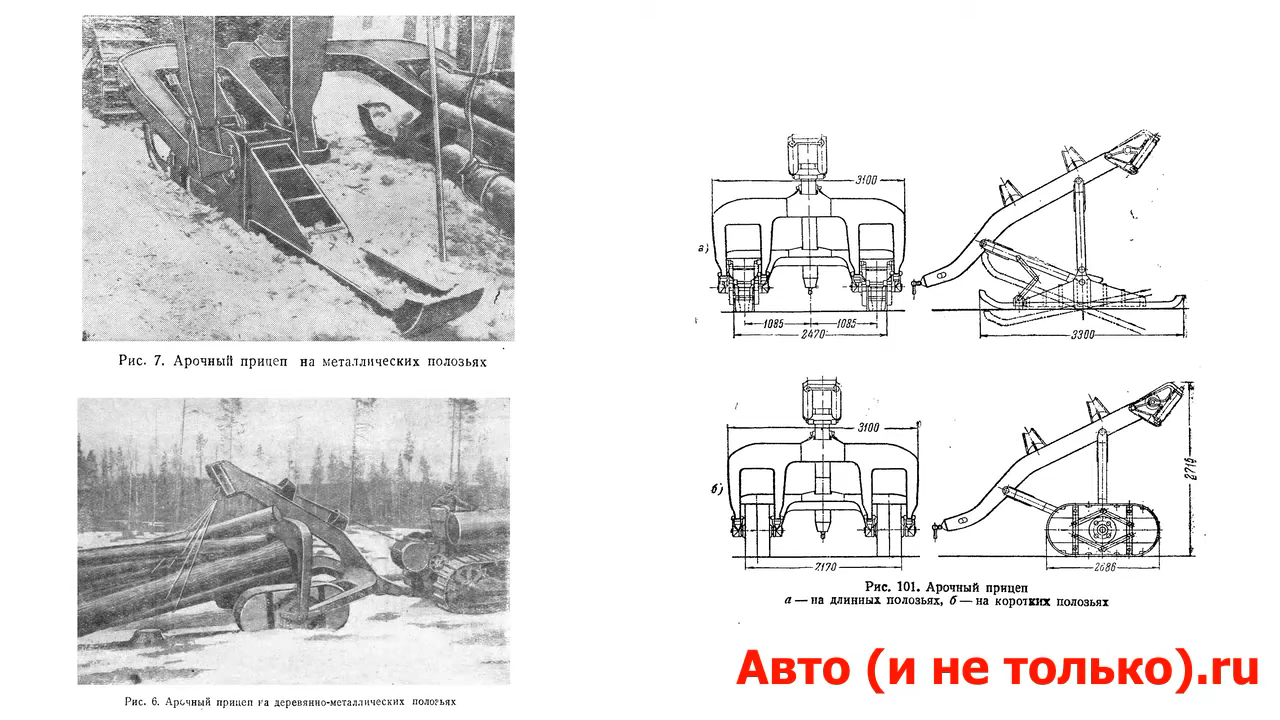 Рис. 7. Арочный прицеп на металлических полозьях
Рис. 6. Арочный прицеп на деревянно-металлических полозьях
3100
а)
1085
1085
2470
3300
3100
б)
2170
2686
2716
Рис. 101. Арочный прицеп
а — на длинных полозьях, б — на коротких полозьях
Авто (и не только).ru